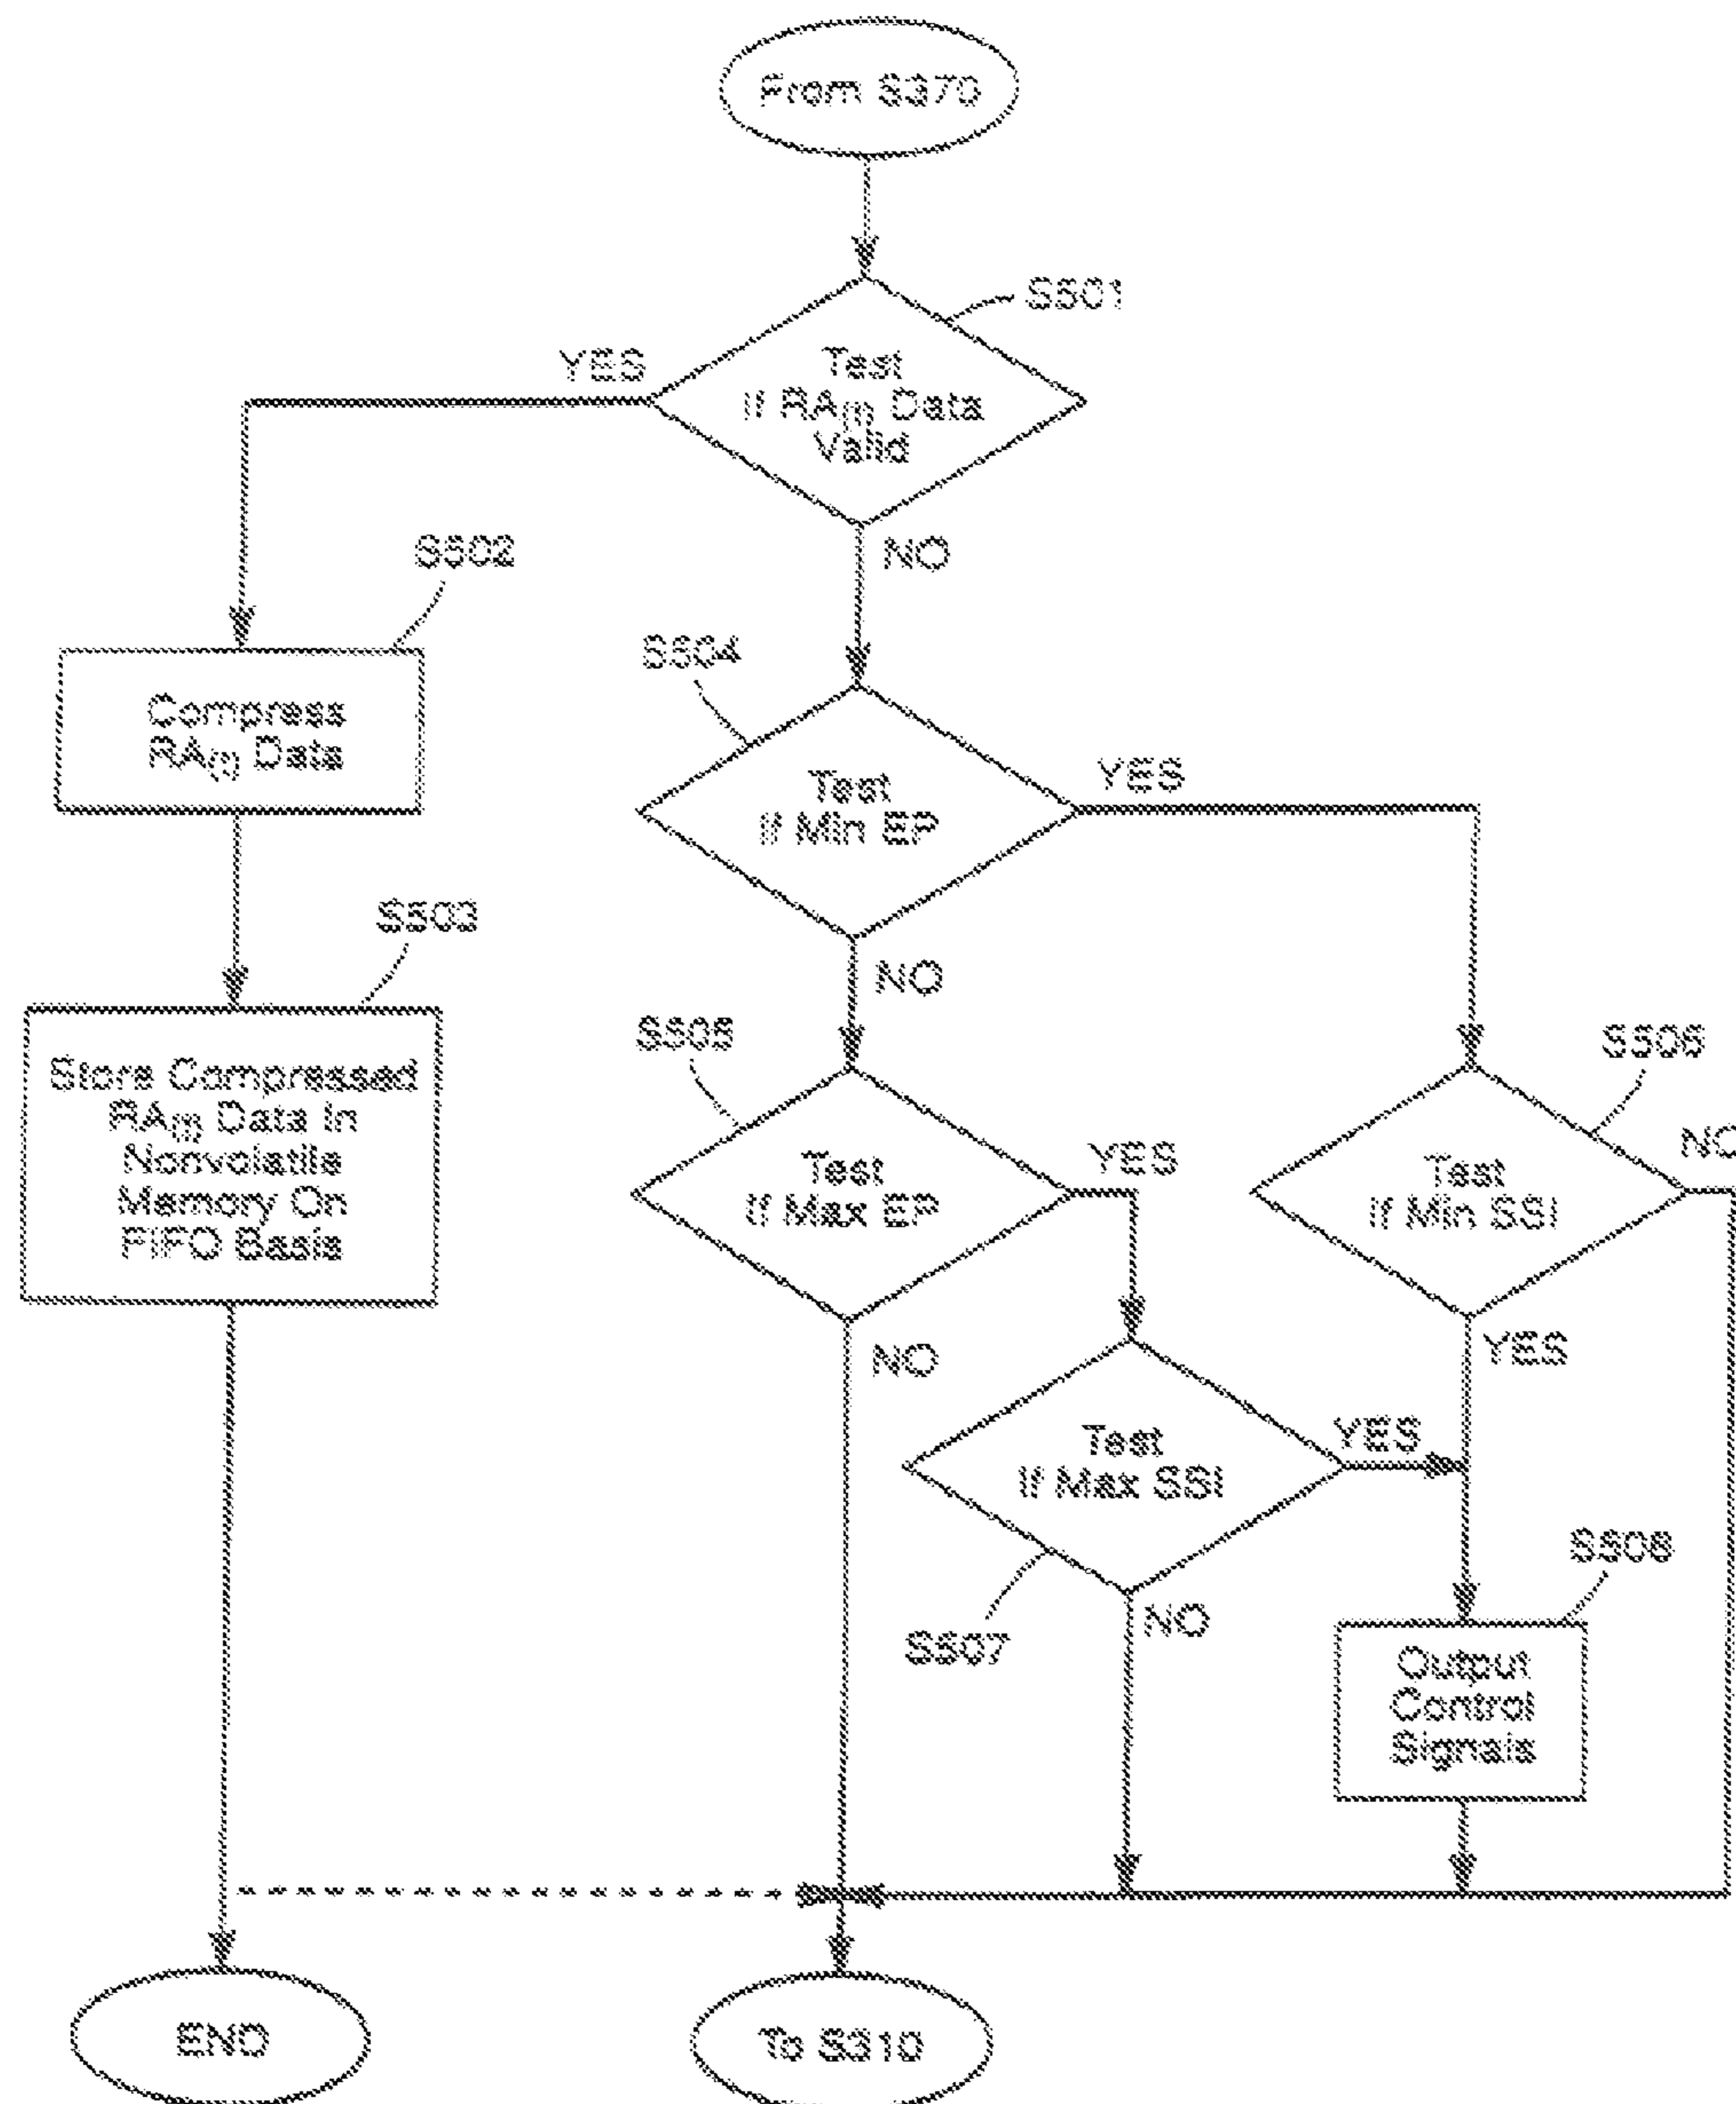 From S370
S501
YES
Test
If RA(t) Data
Valid
NO
S502
S504
Compress
RA(t) Data
YES
Test
If Min EP
S503
NO
S505
S506
Store Compressed
RA(t) Data In
Nonvolatile
Memory On
FIFO Basis
YES
NO
Test
If Max EP
Test
If Min SSI
NO
YES
YES
Test
If Max SSI
S508
S507
NO
Output
Control
Signals
END
To S310